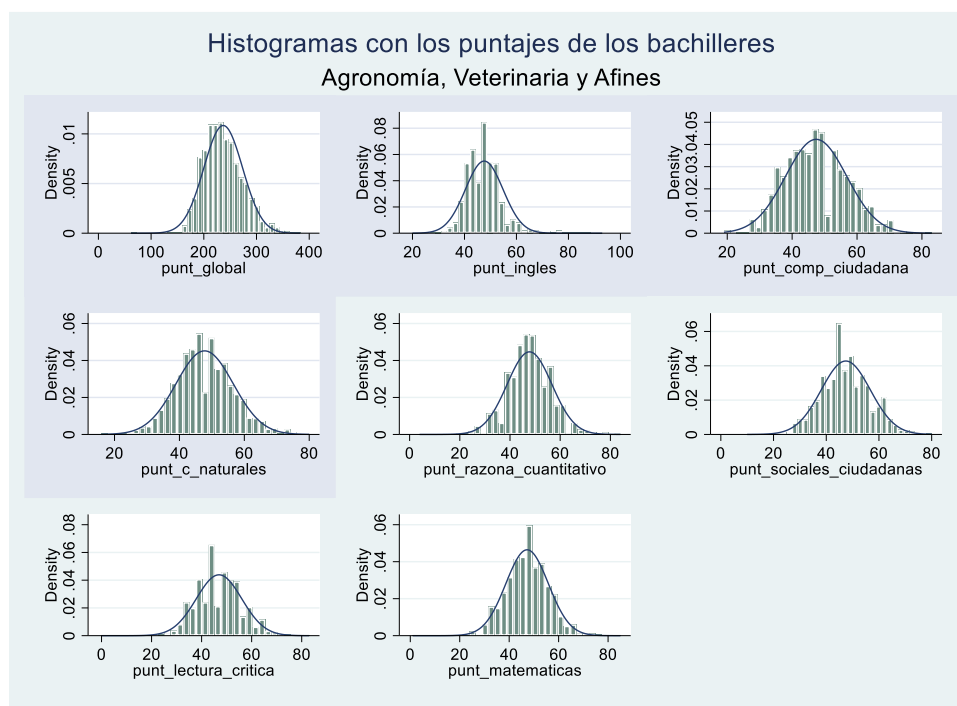 Histogramas con los puntajes de los bachilleres
Agronomía, Veterinaria y Afines
Density
0 .005 .01
0 100 200 300 400
punt_global
Density
0 .02 .04 .06 .08
20 40 60 80 100
punt_ingles
Density
0 .01 .02 .03 .04 .05
20 40 60 80
punt_comp_ciudadana
Density
0 .02 .04 .06
20 40 60 80
punt_c_naturales
Density
0 .02 .04 .06
0 20 40 60 80
punt_razona_cuantitativo
Density
0 .02 .04 .06
0 20 40 60 80
punt_sociales_ciudadanas
Density
0 .02 .04 .06 .08
0 20 40 60 80
punt_lectura_critica
Density
0 .02 .04 .06
0 20 40 60 80
punt_matematicas